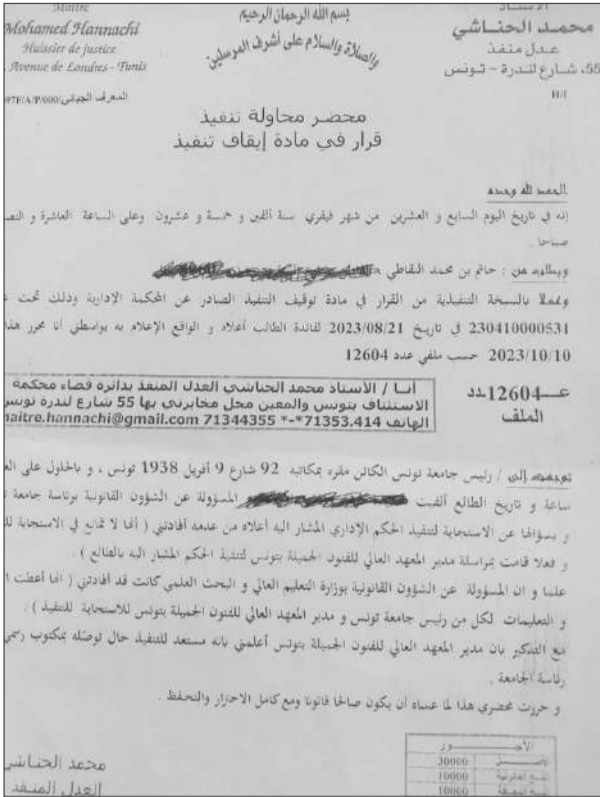 Maître
Mohamed Hannachi
Huissier de justice
Avenue de Londres - Tunis
المعرف الجبائي
97F/A/P/000/
بسم الله الرحمان الرحيم
والصلاة والسلام على أشرف المرسلين
الأستاذ
محمد الحناشي
عدل منفذ
55، شارع لندرة - تونس
H/I
محضر محاولة تنفيذ
قرار في مادة إيقاف تنفيذ
الحمد لله وحده
إنه في تاريخ اليوم السابع و العشرين من شهر فيفري سنة ألفين و خمسة و عشرون وعلى الساعة العاشرة و
صباحا .
وبطلب من : حاتم بن محمد النقاطي
وعملا بالنسخة التنفيذية من القرار في مادة توقيف التنفيذ الصادر عن المحكمة الإدارية وذلك تحت
230410000531 في تاريخ 2023/08/21 لفائدة الطالب أعلاه و الواقع الإعلام به بواسطتي أنا محرر هذا
2023/10/10 حسب ملفي عدد 12604
عـــ12604ـدد
الملف
أنـا / الأستاذ محمد الحناشي العدل المنفذ بدائرة قضاء محكمة
الاستئناف بتونس والمعين محل مخابرتي بها 55 شارع لندرة تونس
الهاتف 71353.414 -*-* 71344355 maitre.hannachi@gmail.com
توجهت إلى / رئيس جامعة تونس الكائن مقره بمكاتبه 92 شارع 9 أفريل 1938 تونس ، و بالحلول على
ساعة و تاريخ الطالع ألفيت المسؤولة عن الشؤون القانونية برئاسة جامعة
و بسؤالها عن الاستجابة لتنفيذ الحكم الإداري المشار اليه أعلاه من عدمه أفادتني ( أنها لا تمانع في الاستجابة
و فعلا قامت بمراسلة مدير المعهد العالي للفنون الجميلة بتونس لتنفيذ الحكم المشار اليه بالطالع ) .
علما و ان المسؤولة عن الشؤون القانونية بوزارة التعليم العالي و البحث العلمي كانت قد أفادتني ( انها أعطت
و التعليمات لكل من رئيس جامعة تونس و مدير المعهد العالي للفنون الجميلة بتونس للاستجابة للتنفيذ ) .
مع التذكير بان مدير المعهد العالي للفنون الجميلة بتونس أعلمني بانه مستعد للتنفيذ حال توصله بمكتوب رسمي
رئاسة الجامعة .
و حررت محضري هذا لما عساه أن يكون صالحا قانونا ومع كامل الاحتراز والتحفظ .
الأجـــور
الأصــل 30000
10000
10000
محمد الحناشي
العدل المنفذ